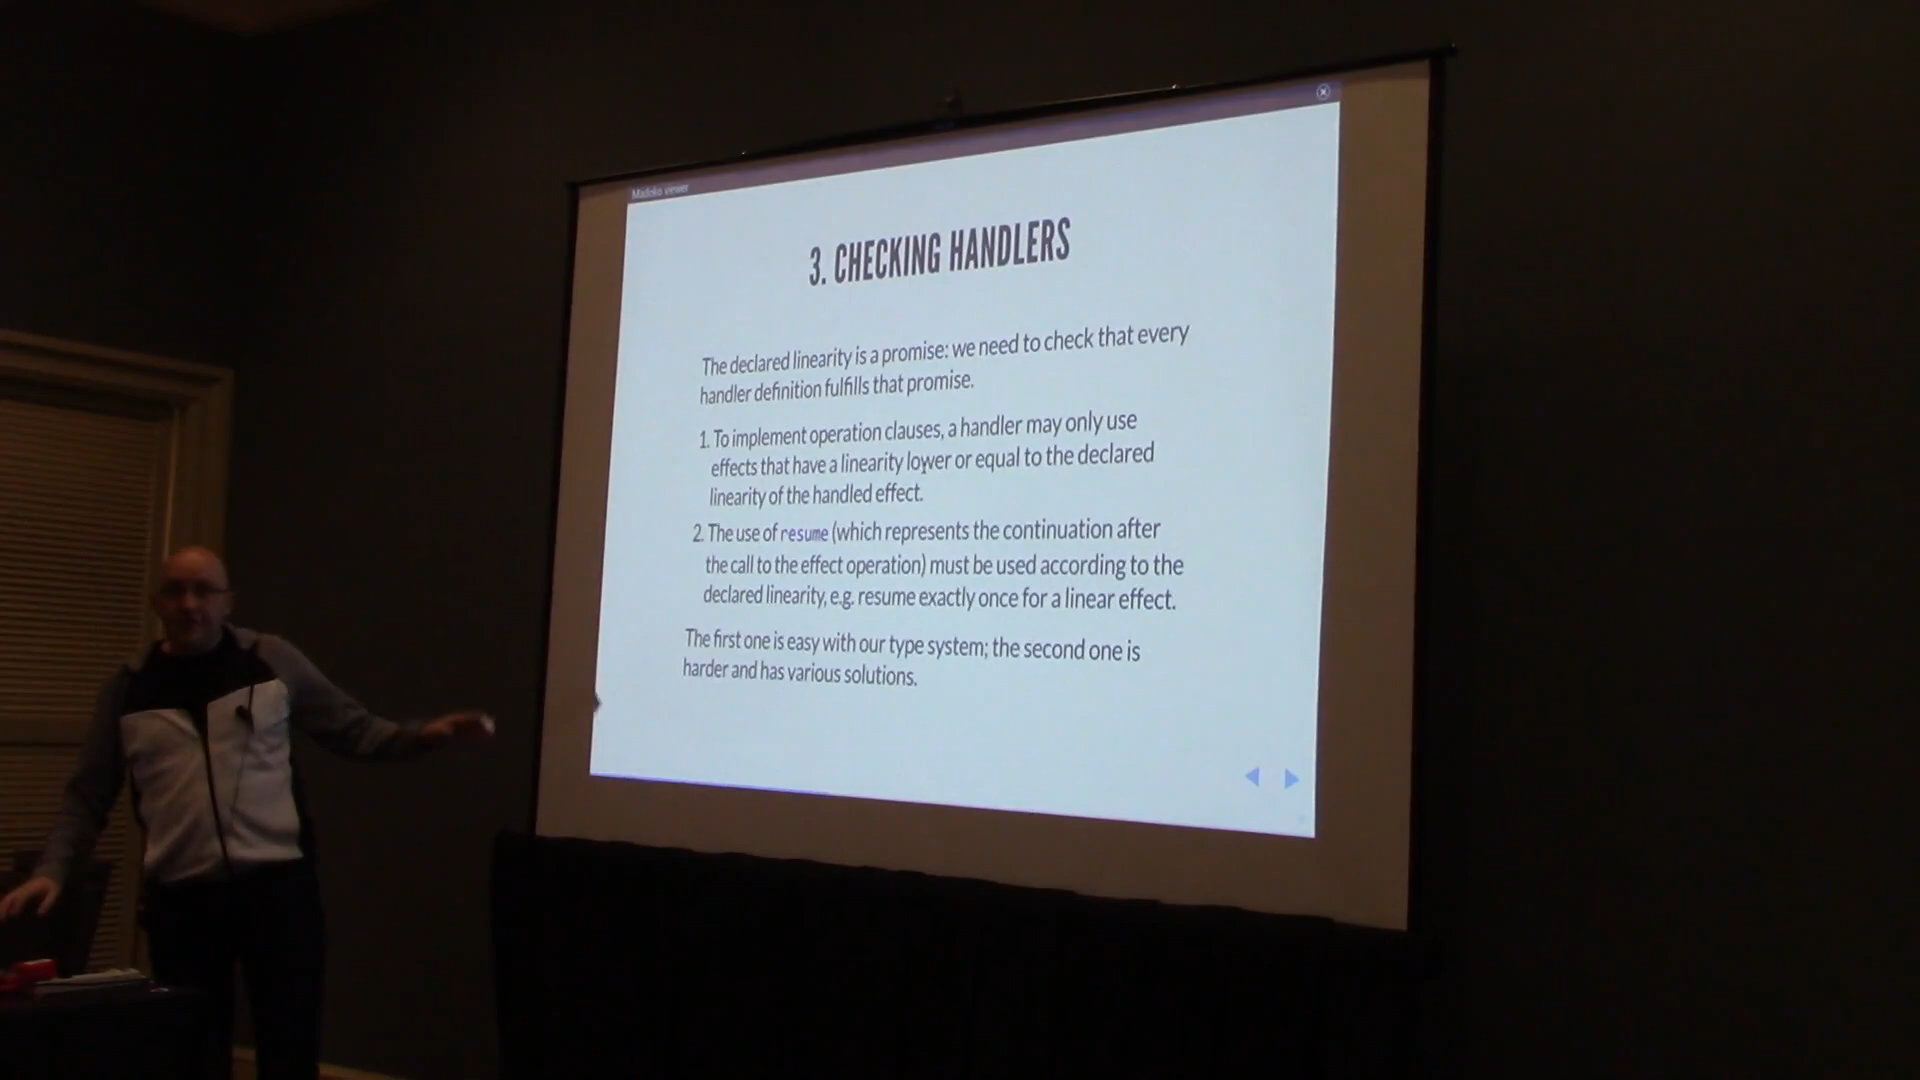 Madoko viewer
3. CHECKING HANDLERS
The declared linearity is a promise: we need to check that every
handler definition fulfills that promise.
1. To implement operation clauses, a handler may only use
effects that have a linearity lower or equal to the declared
linearity of the handled effect.
2. The use of resume (which represents the continuation after
the call to the effect operation) must be used according to the
declared linearity, e.g. resume exactly once for a linear effect.
The first one is easy with our type system; the second one is
harder and has various solutions.